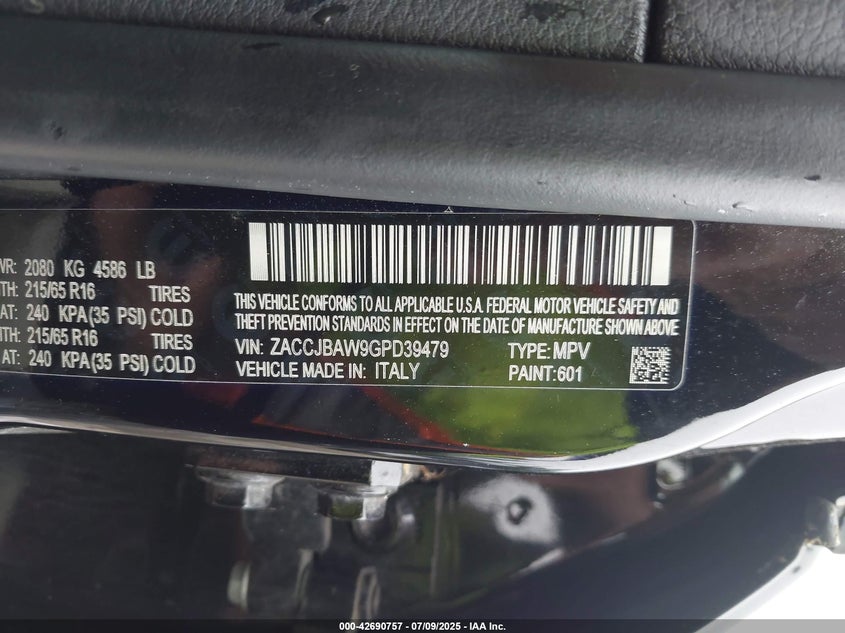 WR: 2080 KG 4586 LB
ITH: 215/65 R16 TIRES
AT: 240 KPA(35 PSI) COLD
ITH: 215/65 R16 TIRES
AT: 240 KPA(35 PSI) COLD
THIS VEHICLE CONFORMS TO ALL APPLICABLE U.S.A. FEDERAL MOTOR VEHICLE SAFETY AND
THEFT PREVENTION STANDARDS IN EFFECT ON THE DATE OF MANUFACTURE SHOWN ABOVE
VIN: ZACCJBAW9GPD39479 TYPE: MPV
VEHICLE MADE IN: ITALY PAINT:601
000-42690757 / 07/09/2025 - IAA Inc.